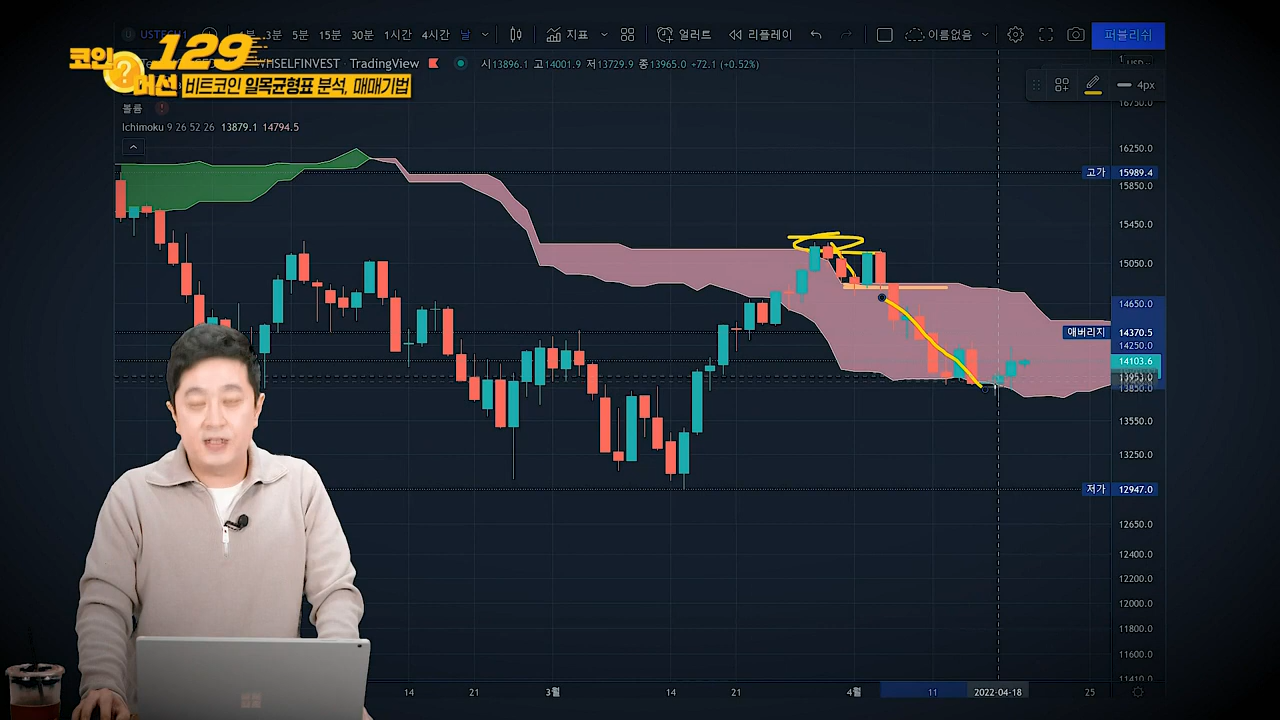 코인 129
머선
비트코인 일목균형표 분석, 매매기법
USTECH1
3분 5분 15분 30분 1시간 4시간 날
지표
얼러트
리플레이
이름없음
퍼블리쉬
WHSELFINVEST · TradingView
시13896.1 고14001.9 저13729.9 종13965.0 +72.1 (+0.52%)
4px
볼륨
Ichimoku 9 26 52 26 13879.1 14794.5
16750.0
16250.0
고가 15989.4
15850.0
15450.0
15050.0
14650.0
애버리지 14370.5
14250.0
14103.6
13850.0
13550.0
13250.0
저가 12947.0
12650.0
12400.0
12200.0
12000.0
11800.0
11600.0
11410.0
14 21 3월 14 21 4월 11 2022-04-18 25